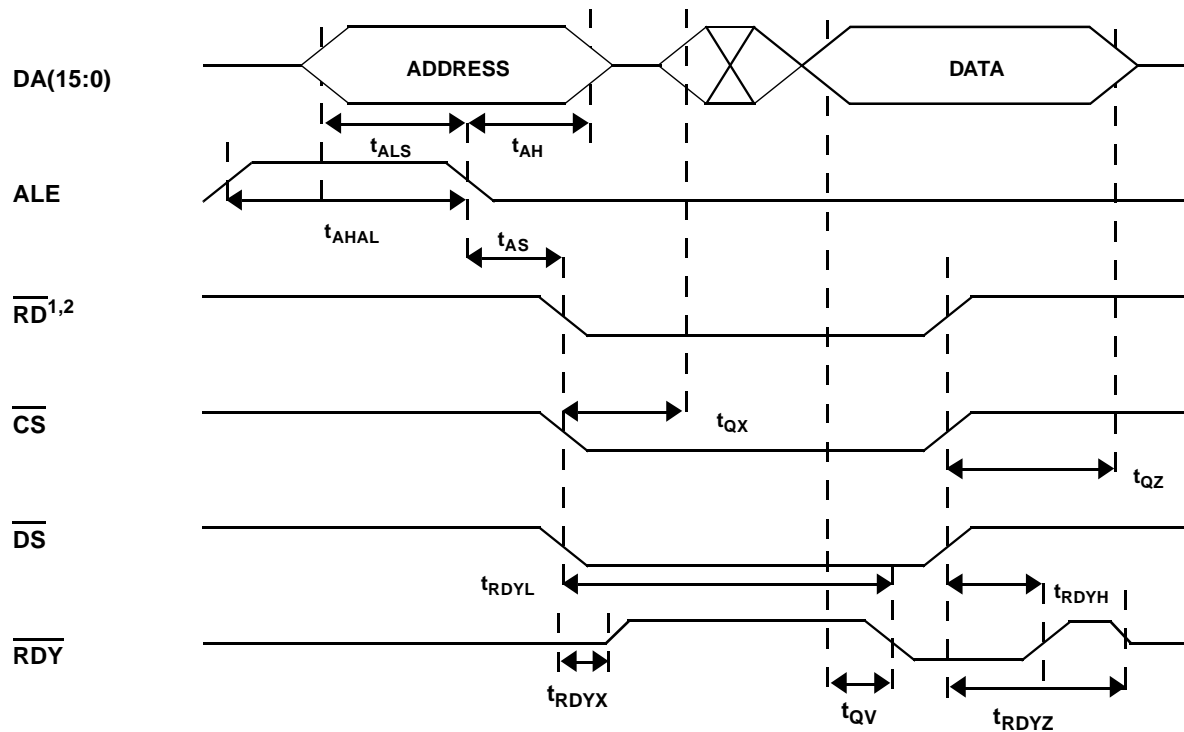 DA(15:0)
ADDRESS
DATA
tALS
tAH
ALE
tAHAL
tAS
RD1,2
CS
tQX
tQZ
DS
tRDYL
tRDYH
RDY
tRDYX
tQV
tRDYZ